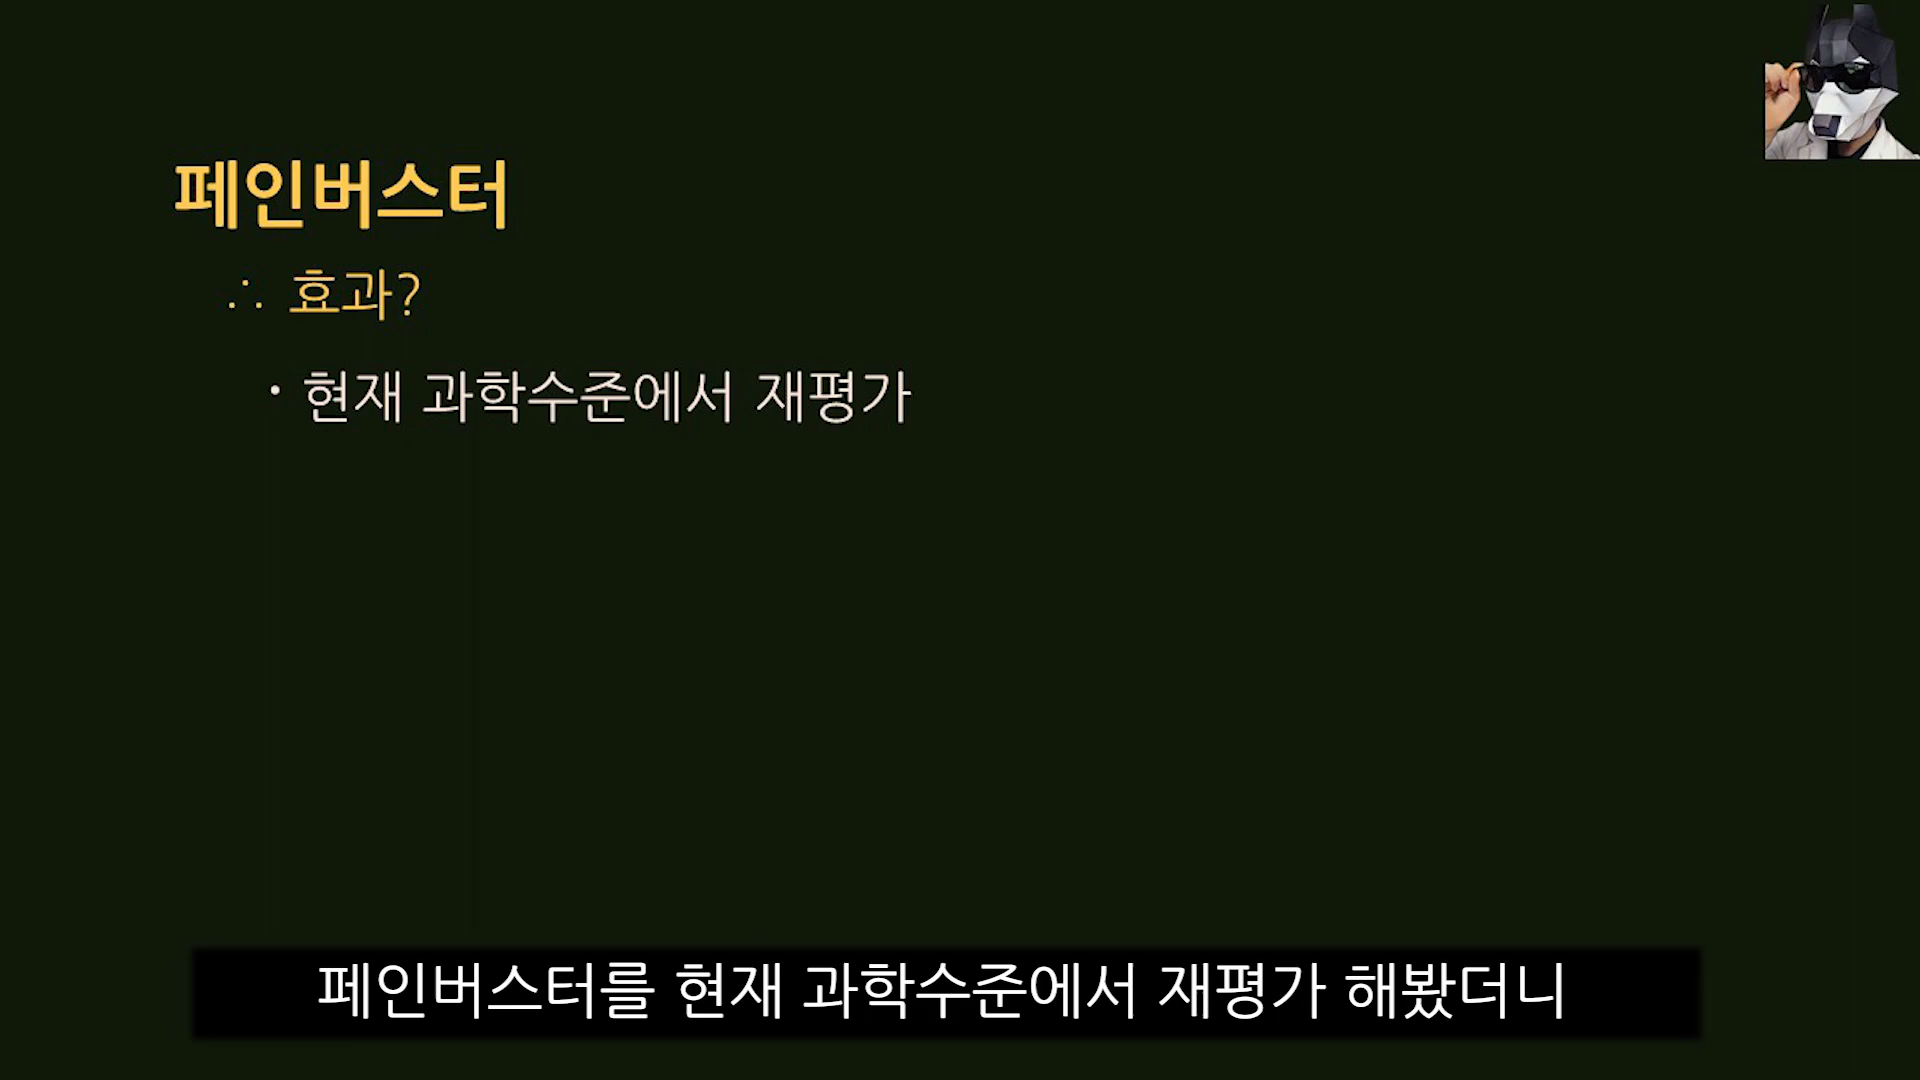 페인버스터
∴ 효과?
• 현재 과학수준에서 재평가
페인버스터를 현재 과학수준에서 재평가 해봤더니